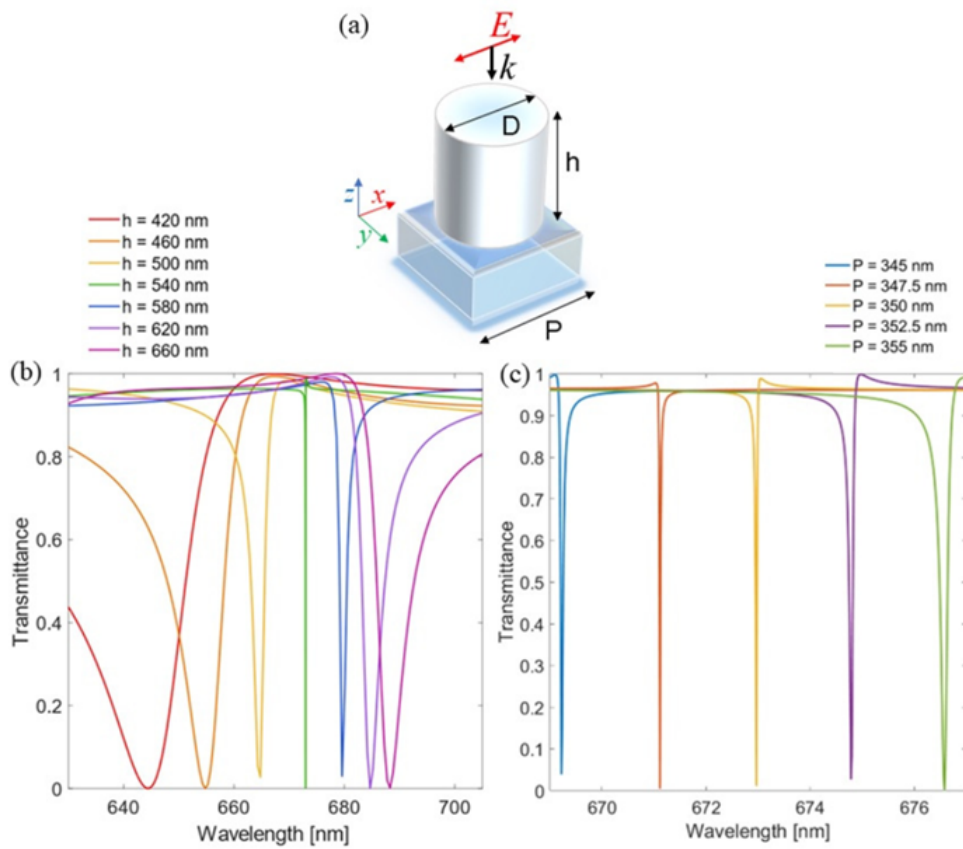 (a)
E
k
D
h
z
x
y
P
h = 420 nm
h = 460 nm
h = 500 nm
h = 540 nm
h = 580 nm
h = 620 nm
h = 660 nm
P = 345 nm
P = 347.5 nm
P = 350 nm
P = 352.5 nm
P = 355 nm
(b)
1
0.8
0.6
0.4
0.2
0
Transmittance
640
660
680
700
Wavelength [nm]
(c)
1
0.9
0.8
0.7
0.6
0.5
0.4
0.3
0.2
0.1
0
Transmittance
670
672
674
676
Wavelength [nm]